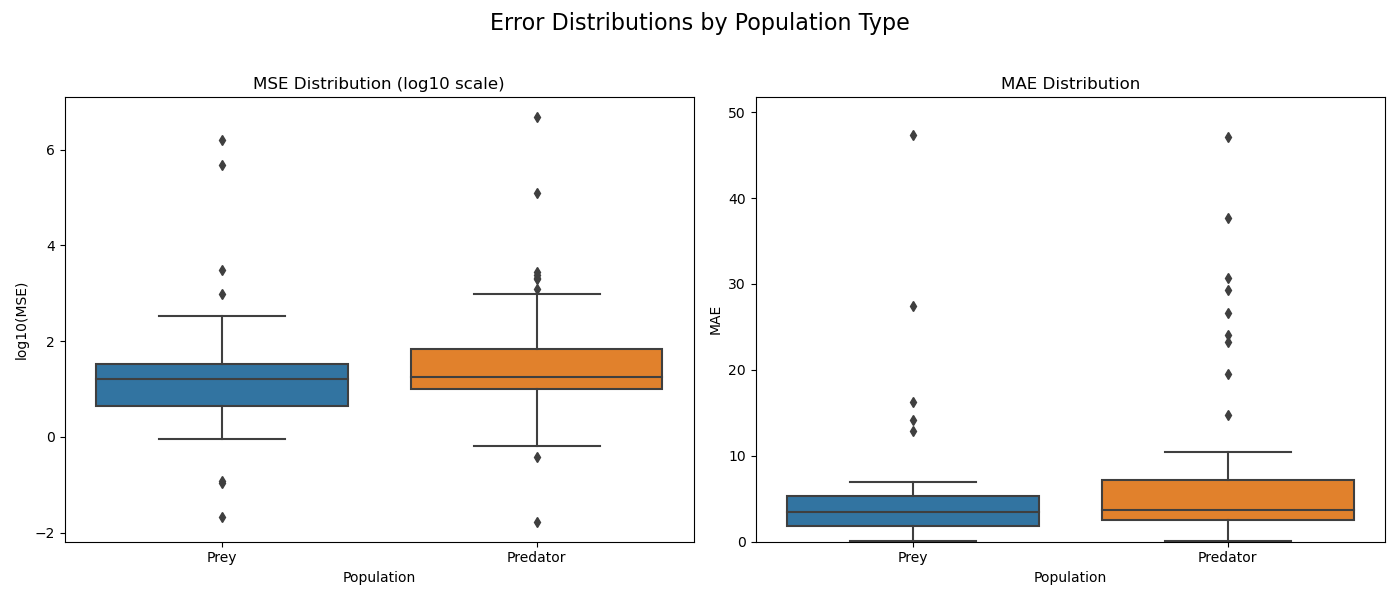 Error Distributions by Population Type
MSE Distribution (log10 scale)
log10(MSE)
6
4
2
0
−2
Prey
Predator
Population
MAE Distribution
MAE
50
40
30
20
10
0
Prey
Predator
Population